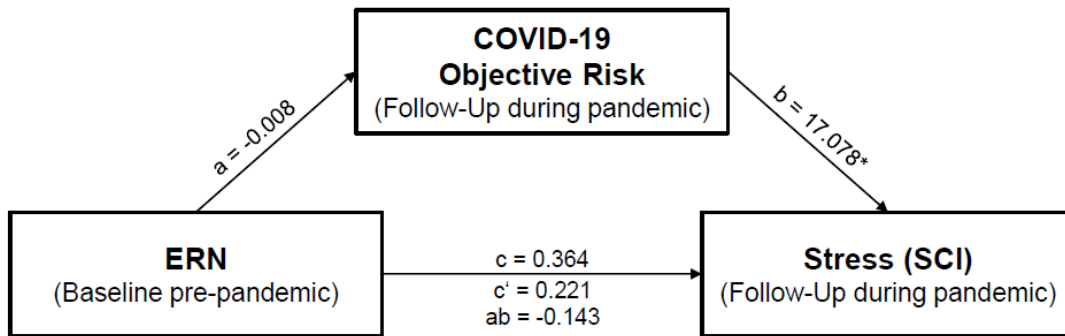 COVID-19
Objective Risk
(Follow-Up during pandemic)
a = -0.008
b = 17.078*
ERN
(Baseline pre-pandemic)
c = 0.364
c‘ = 0.221
ab = -0.143
Stress (SCI)
(Follow-Up during pandemic)